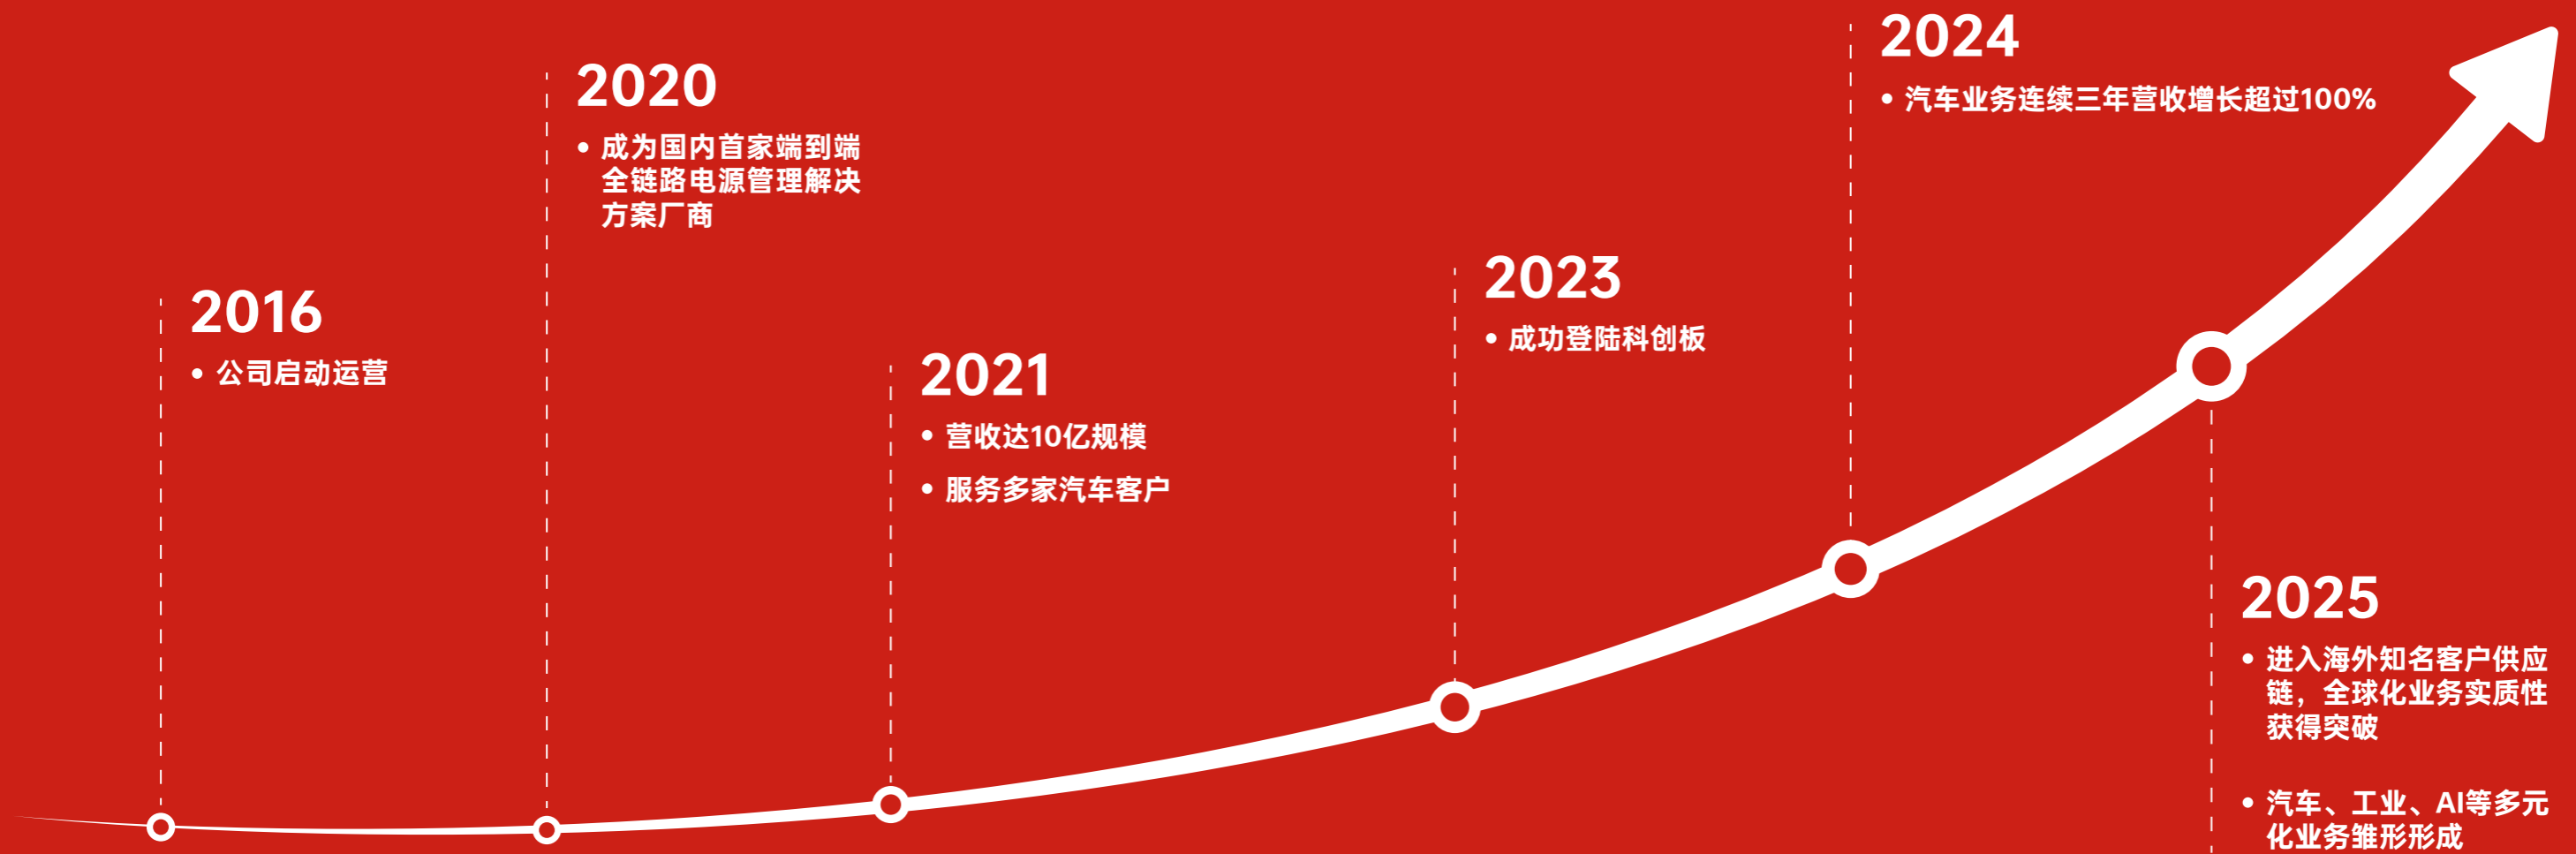 2016
• 公司启动运营
2020
• 成为国内首家端到端
全链路电源管理解决
方案厂商
2021
• 营收达10亿规模
• 服务多家汽车客户
2023
• 成功登陆科创板
2024
• 汽车业务连续三年营收增长超过100%
2025
• 进入海外知名客户供应
链，全球化业务实质性
获得突破
• 汽车、工业、AI等多元
化业务雏形形成